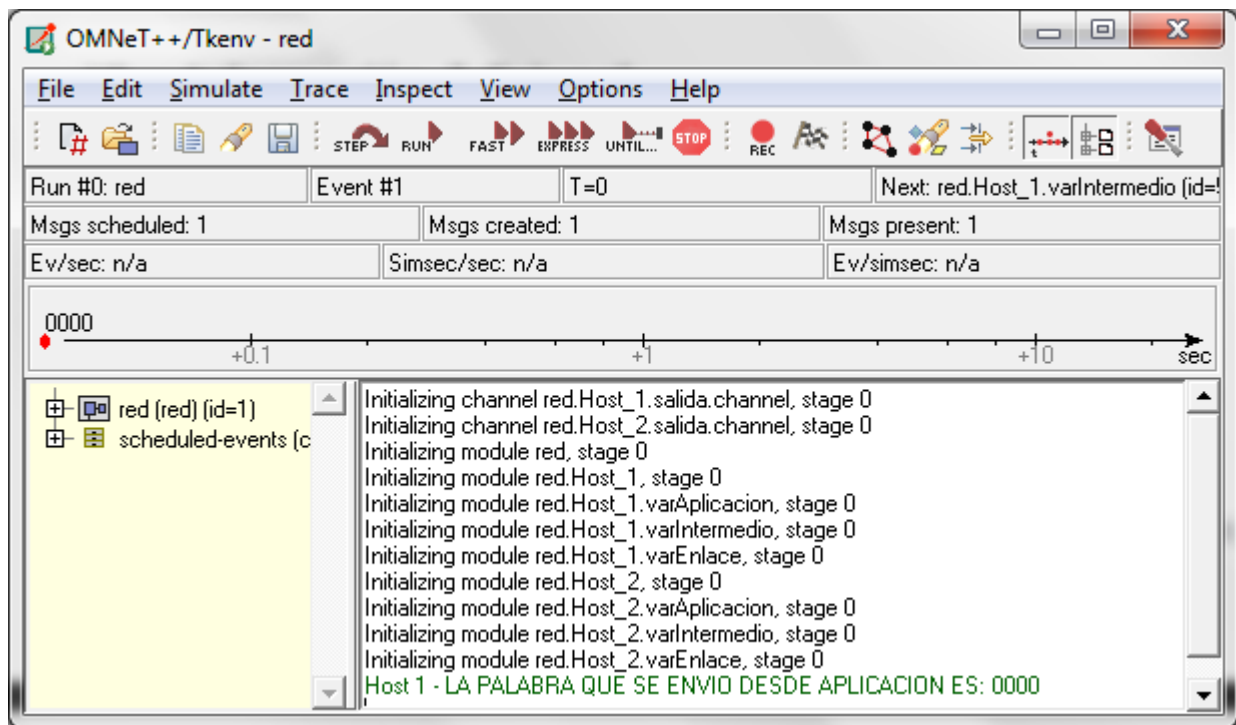 OMNeT++/Tkenv - red
File Edit Simulate Trace Inspect View Options Help
STEP RUN FAST EXPRESS UNTIL... STOP REC t
Run #0: red Event #1 T=0 Next: red.Host_1.varIntermedio (id=
Msgs scheduled: 1 Msgs created: 1 Msgs present: 1
Ev/sec: n/a Simsec/sec: n/a Ev/simsec: n/a
0000
+0.1 +1 +10 sec
red (red) (id=1)
scheduled-events (c
Initializing channel red.Host_1.salida.channel, stage 0
Initializing channel red.Host_2.salida.channel, stage 0
Initializing module red, stage 0
Initializing module red.Host_1, stage 0
Initializing module red.Host_1.varAplicacion, stage 0
Initializing module red.Host_1.varIntermedio, stage 0
Initializing module red.Host_1.varEnlace, stage 0
Initializing module red.Host_2, stage 0
Initializing module red.Host_2.varAplicacion, stage 0
Initializing module red.Host_2.varIntermedio, stage 0
Initializing module red.Host_2.varEnlace, stage 0
Host 1 - LA PALABRA QUE SE ENVIO DESDE APLICACION ES: 0000